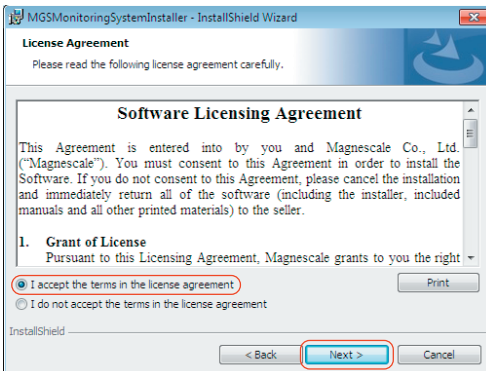 MGSMonitoringSystemInstaller - InstallShield Wizard
License Agreement
Please read the following license agreement carefully.
Software Licensing Agreement
This Agreement is entered into by you and Magnescale Co., Ltd.
(“Magnescale”). You must consent to this Agreement in order to install the
Software. If you do not consent to this Agreement, please cancel the installation
and immediately return all of the software (including the installer, included
manuals and all other printed materials) to the seller.
1. Grant of License
Pursuant to this Licensing Agreement, Magnescale grants to you the right
I accept the terms in the license agreement
Print
I do not accept the terms in the license agreement
InstallShield
< Back
Next >
Cancel